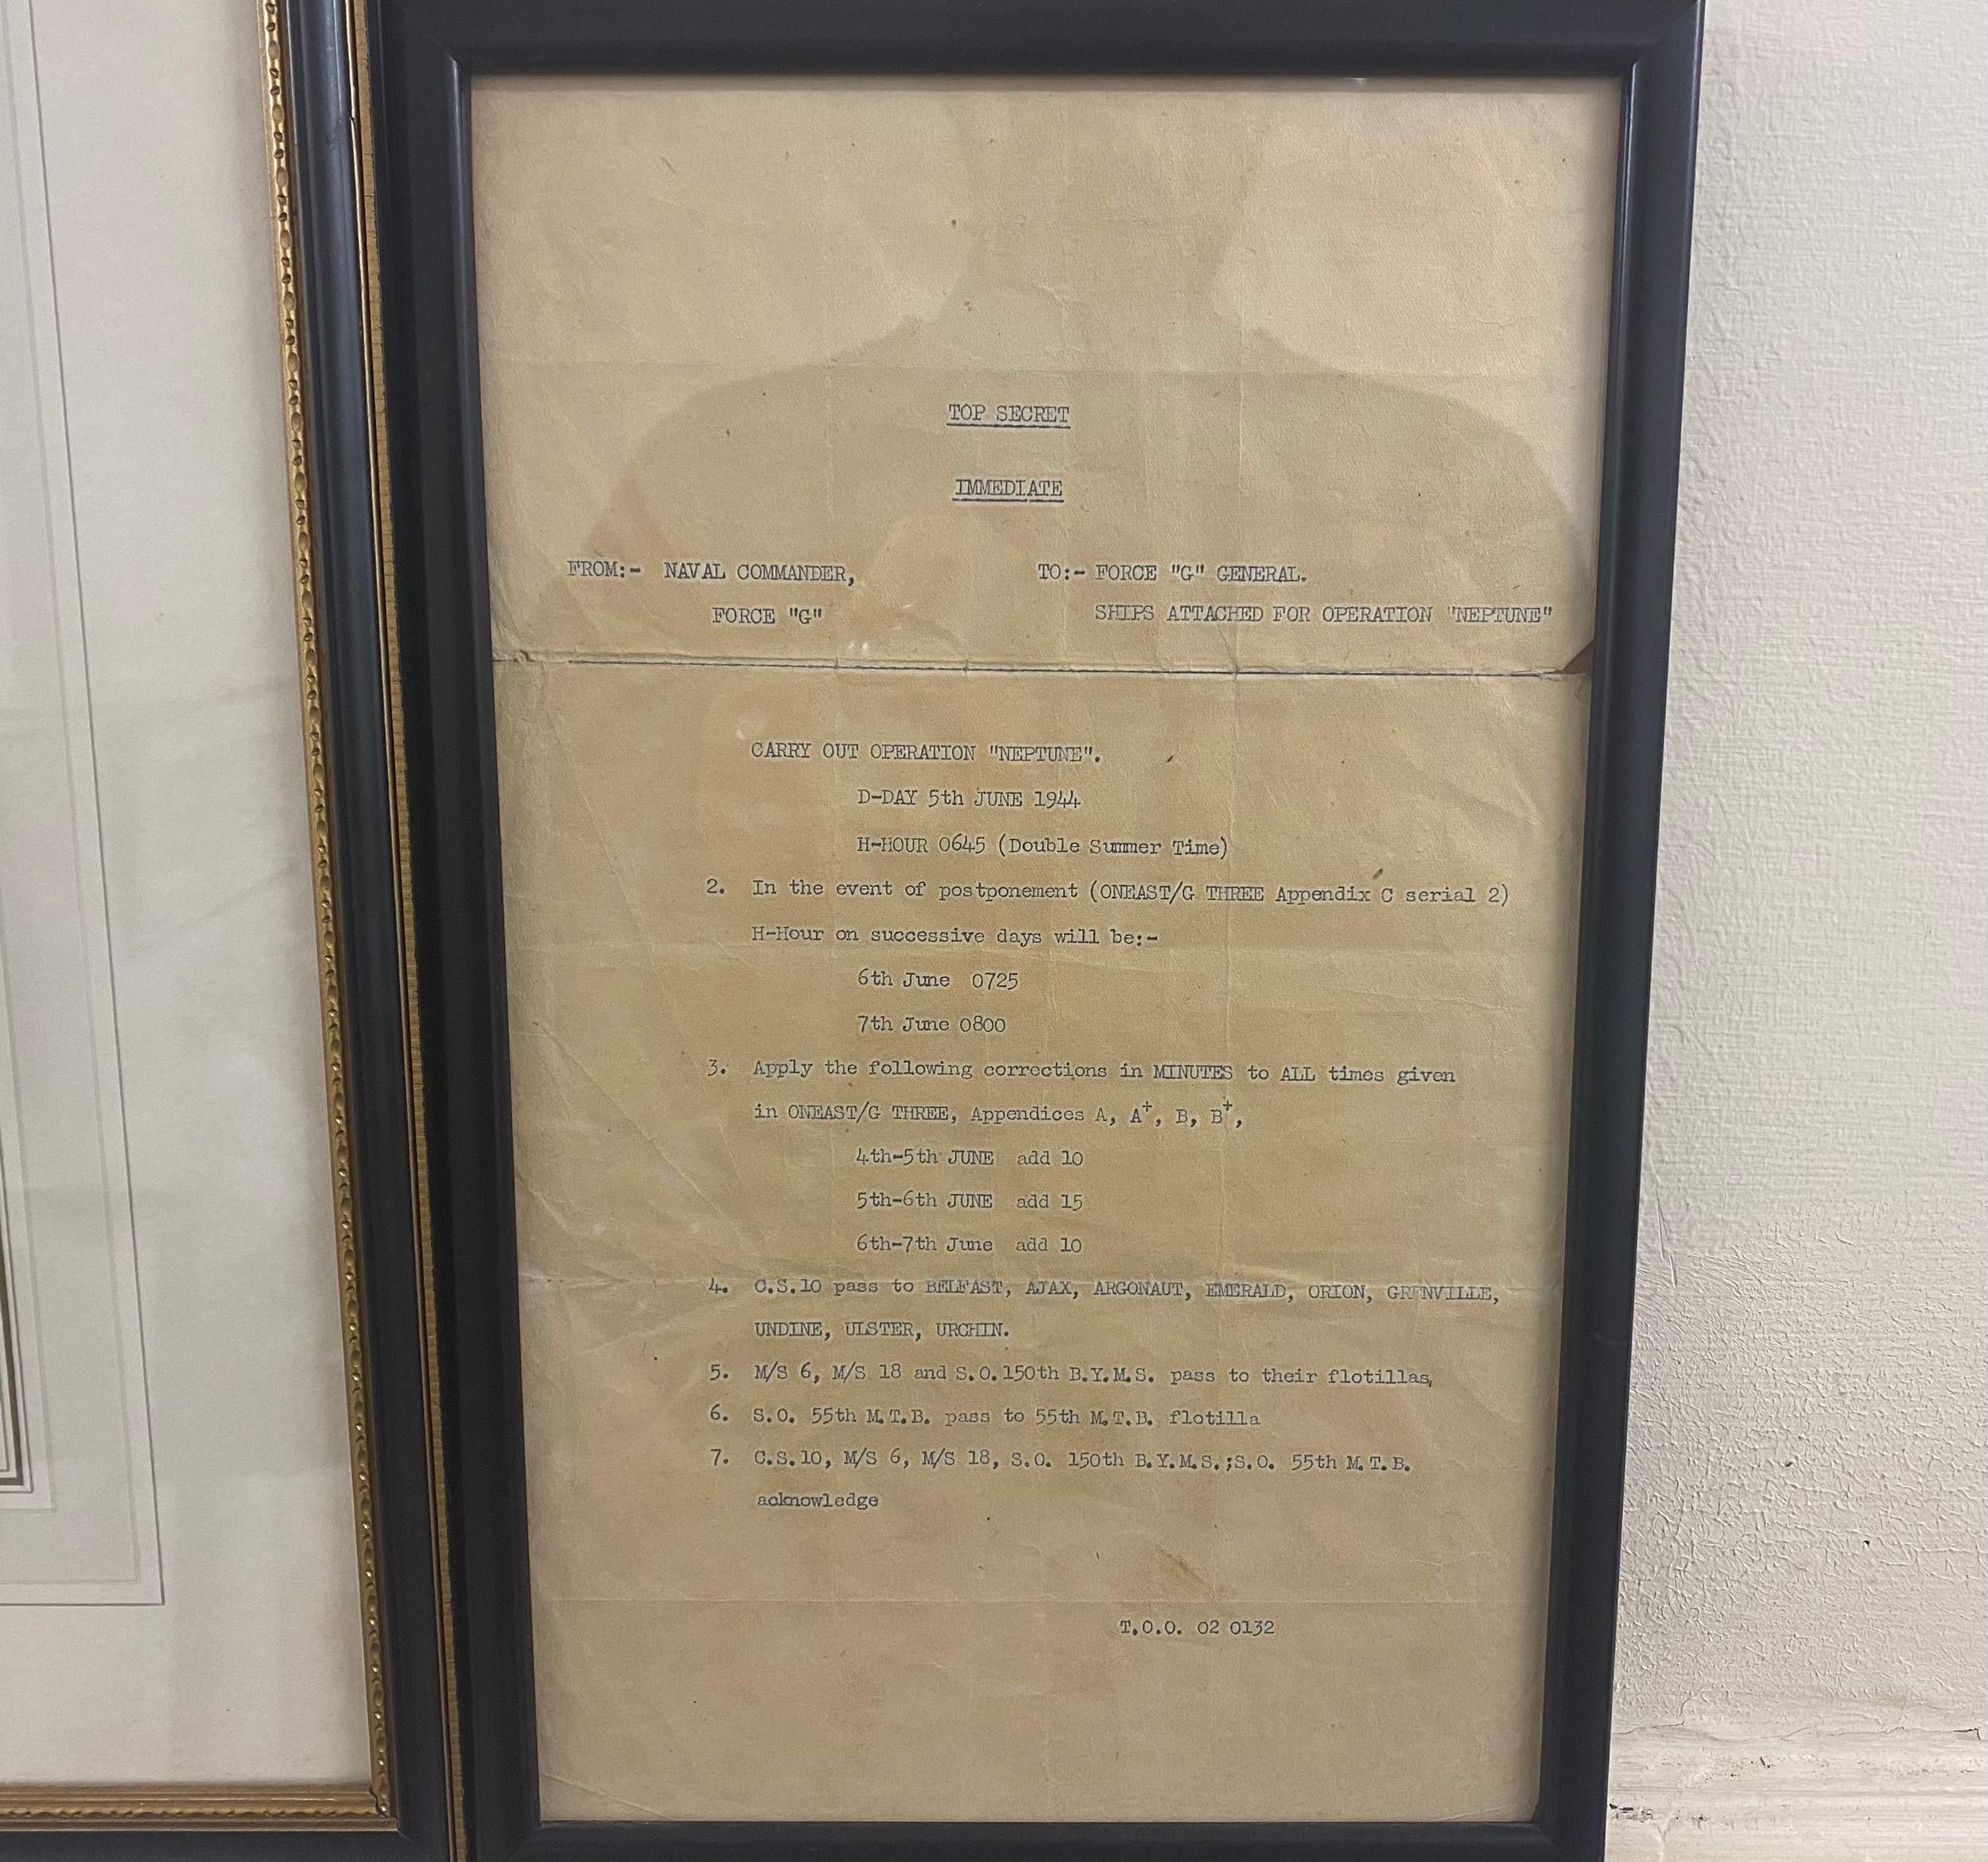 TOP SECRET
IMMEDIATE
FROM:- NAVAL COMMANDER, TO:- FORCE "G" GENERAL.
FORCE "G" SHIPS ATTACHED FOR OPERATION "NEPTUNE"
CARRY OUT OPERATION "NEPTUNE".
D-DAY 5th JUNE 1944
H-HOUR 0645 (Double Summer Time)
2. In the event of postponement (ONEAST/G THREE Appendix C serial 2)
H-Hour on successive days will be:-
6th June 0725
7th June 0800
3. Apply the following corrections in MINUTES to ALL times given
in ONEAST/G THREE, Appendices A, A+, B, B+,
4th-5th JUNE add 10
5th-6th JUNE add 15
6th-7th June add 10
4. C.S.10 pass to BELFAST, AJAX, ARGONAUT, EMERALD, ORION, GRENVILLE,
UNDINE, ULSTER, URCHIN.
5. M/S 6, M/S 18 and S.O.150th B.Y.M.S. pass to their flotillas,
6. S.O. 55th M.T.B. pass to 55th M.T.B. flotilla
7. C.S.10, M/S 6, M/S 18, S.O. 150th B.Y.M.S.;S.O. 55th M.T.B.
acknowledge
T.O.O. 02 0132